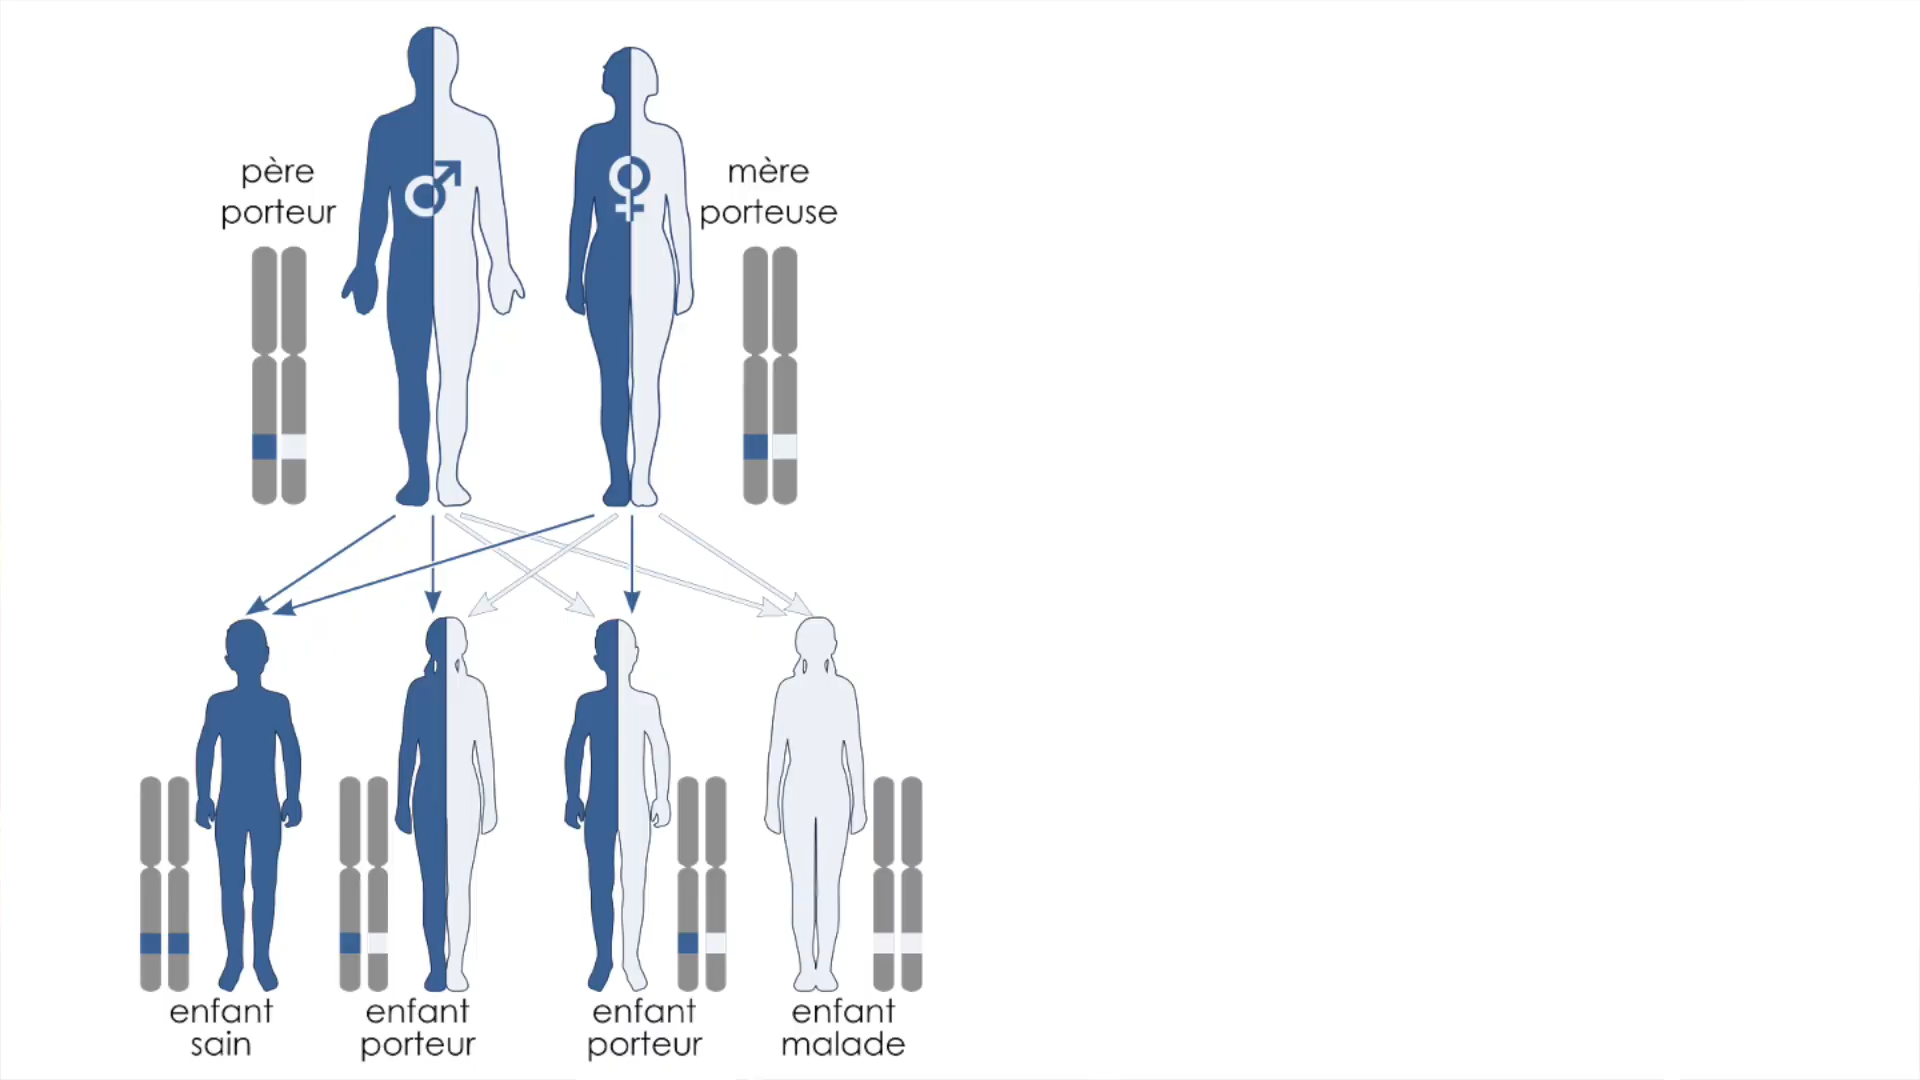 père
porteur
mère
porteuse
enfant
sain
enfant
porteur
enfant
porteur
enfant
malade